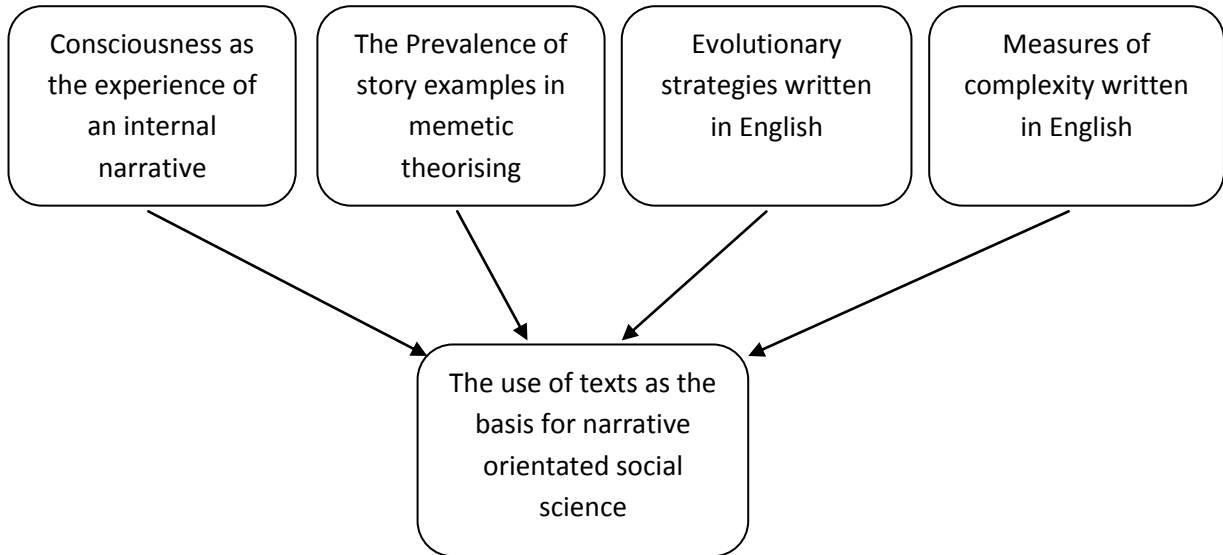 Consciousness as
the experience of
an internal
narrative
The Prevalence of
story examples in
memetic
theorising
Evolutionary
strategies written
in English
Measures of
complexity written
in English
The use of texts as the
basis for narrative
orientated social
science